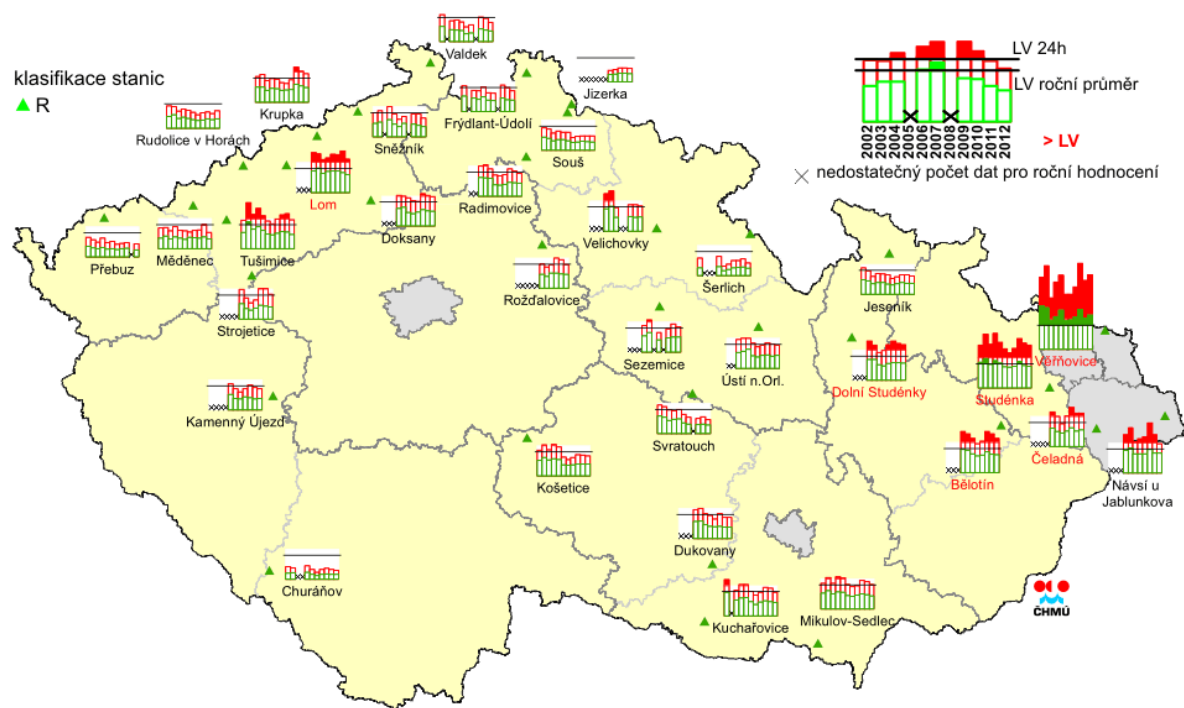 Valdek
klasifikace stanic
R
Krupka
Rudolice v Horách
Jizerka
Frýdlant-Údolí
Sněžník
Souš
LV 24h
LV roční průměr
2002
2003
2004
2005
2006
2007
2008
2009
2010
2011
2012
> LV
nedostatečný počet dat pro roční hodnocení
Lom
Radimovice
Doksany
Velichovky
Přebuz
Měděnec
Tušimice
Šerlich
Rožďalovice
Jeseník
Strojetice
Sezemice
Ústí n.Orl.
Věřňovice
Dolní Studénky
Studénka
Kamenný Újezd
Svratouch
Čeladná
Košetice
Bělotín
Návsí u
Jablunkova
Dukovany
Churáňov
ČHMÚ
Kuchařovice
Mikulov-Sedlec